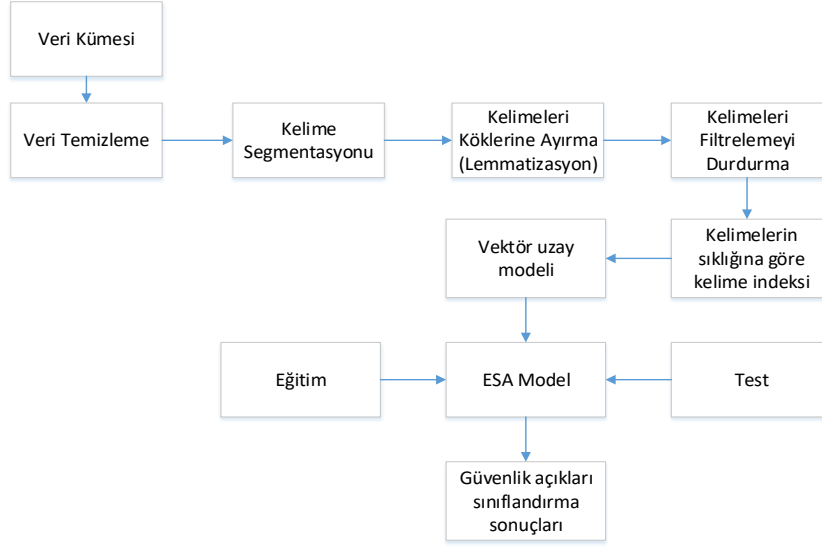 Veri Kümesi
Veri Temizleme
Kelime
Segmentasyonu
Kelimeleri
Köklerine Ayırma
(Lemmatizasyon)
Kelimeleri
Filtrelemeyi
Durdurma
Vektör uzay
modeli
Kelimelerin
sıklığına göre
kelime indeksi
Eğitim
ESA Model
Test
Güvenlik açıkları
sınıflandırma
sonuçları